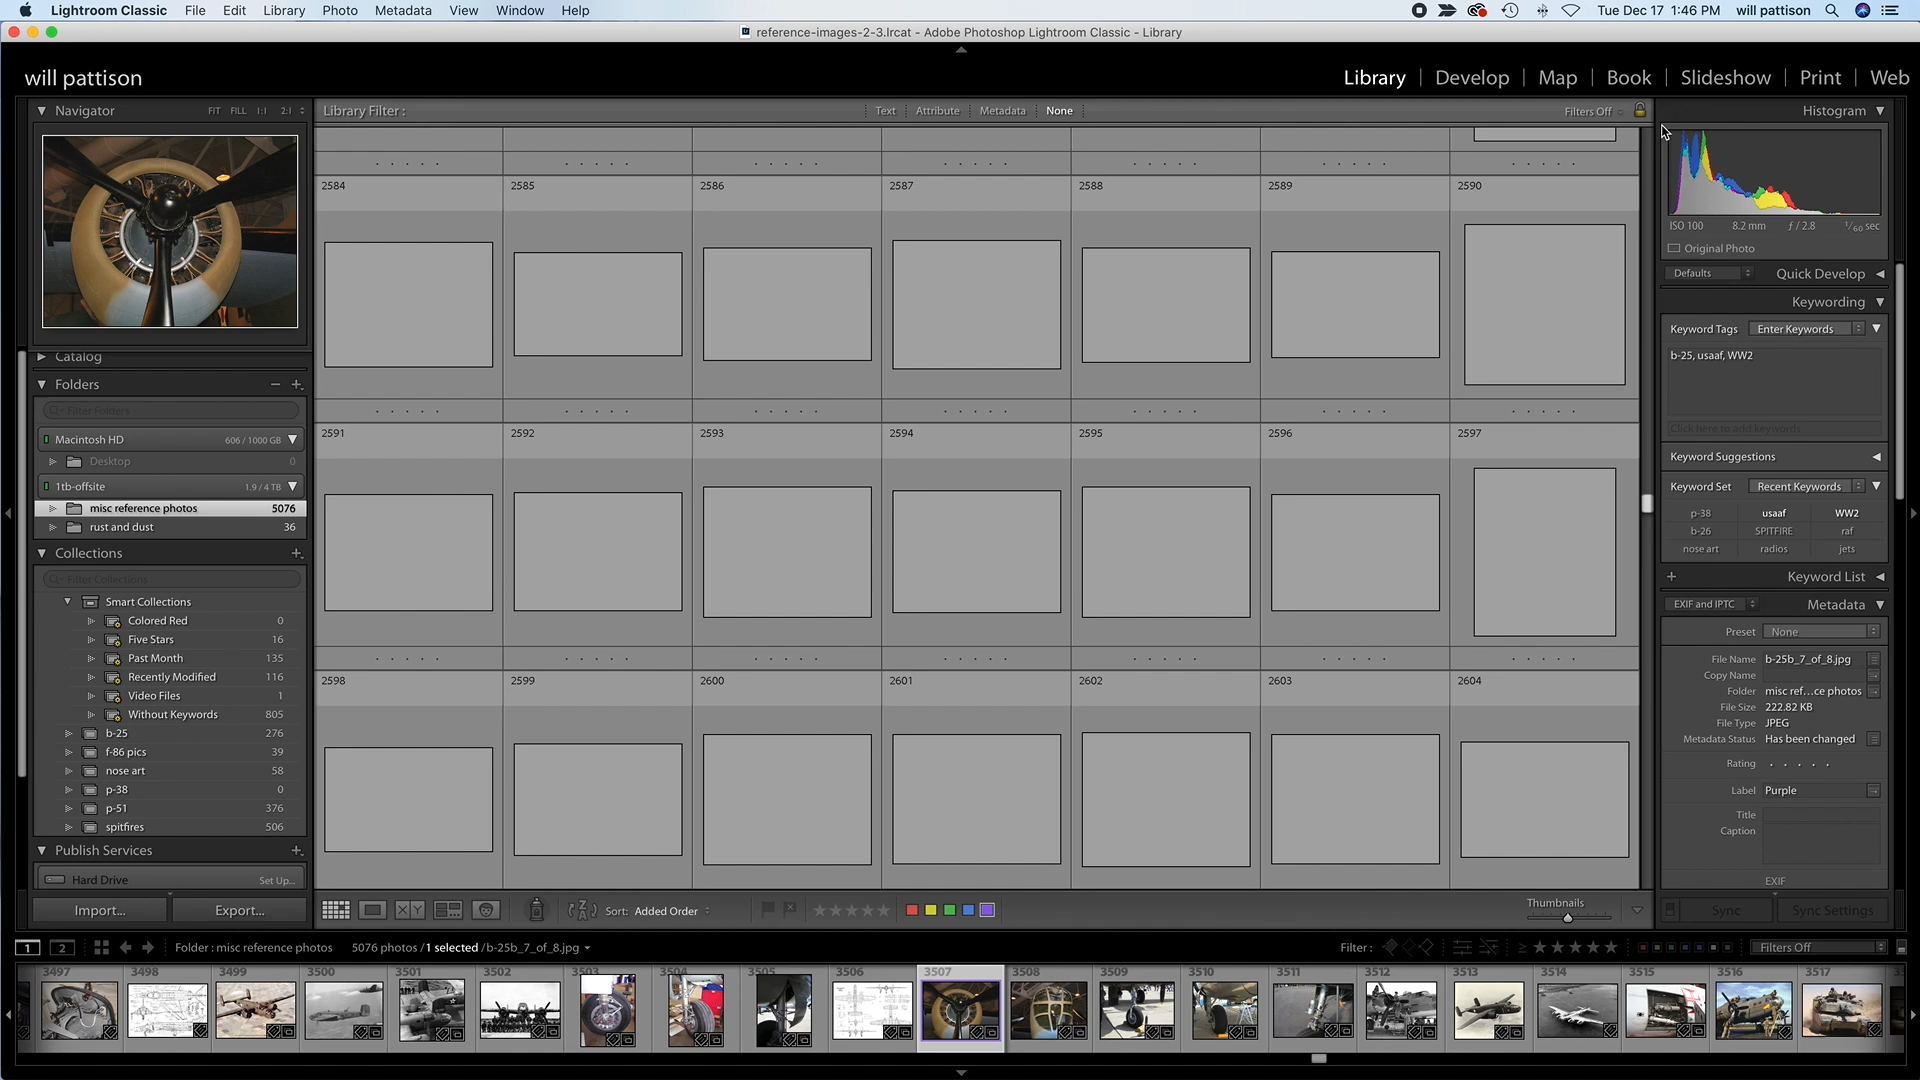 Lightroom Classic File Edit Library Photo Metadata View Window Help Tue Dec 17 1:46 PM will pattison
reference-images-2-3.lrcat - Adobe Photoshop Lightroom Classic - Library
will pattison Library | Develop | Map | Book | Slideshow | Print | Web
Navigator FIT FILL 1:1 2:1
Library Filter : Text Attribute Metadata None Filters Off
Histogram
ISO 100 8.2 mm ƒ / 2.8 1/60 sec
Original Photo
Defaults Quick Develop
Keywording
Keyword Tags Enter Keywords
b-25, usaaf, WW2
Click here to add keywords
Keyword Suggestions
Keyword Set Recent Keywords
p-38 usaaf WW2
b-26 SPITFIRE raf
nose art radios jets
Keyword List
EXIF and IPTC Metadata
Preset None
File Name b-25b_7_of_8.jpg
Copy Name
Folder misc ref...ce photos
File Size 222.82 KB
File Type JPEG
Metadata Status Has been changed
Rating
Label Purple
Title
Caption
EXIF
Sync Sync Settings
2584 2585 2586 2587 2588 2589 2590
2591 2592 2593 2594 2595 2596 2597
2598 2599 2600 2601 2602 2603 2604
Catalog
Folders
Filter Folders
Macintosh HD 606 / 1000 GB
Desktop 0
1tb-offsite 1.9 / 4 TB
misc reference photos 5076
rust and dust 36
Collections
Filter Collections
Smart Collections
Colored Red 0
Five Stars 16
Past Month 135
Recently Modified 116
Video Files 1
Without Keywords 805
b-25 276
f-86 pics 39
nose art 58
p-38 0
p-51 376
spitfires 506
Publish Services
Hard Drive Set Up...
Import... Export...
XY Sort: Added Order Thumbnails
1 2 Folder : misc reference photos 5076 photos / 1 selected / b-25b_7_of_8.jpg Filter : Filters Off
3497 3498 3499 3500 3501 3502 3503 3504 3505 3506 3507 3508 3509 3510 3511 3512 3513 3514 3515 3516 3517